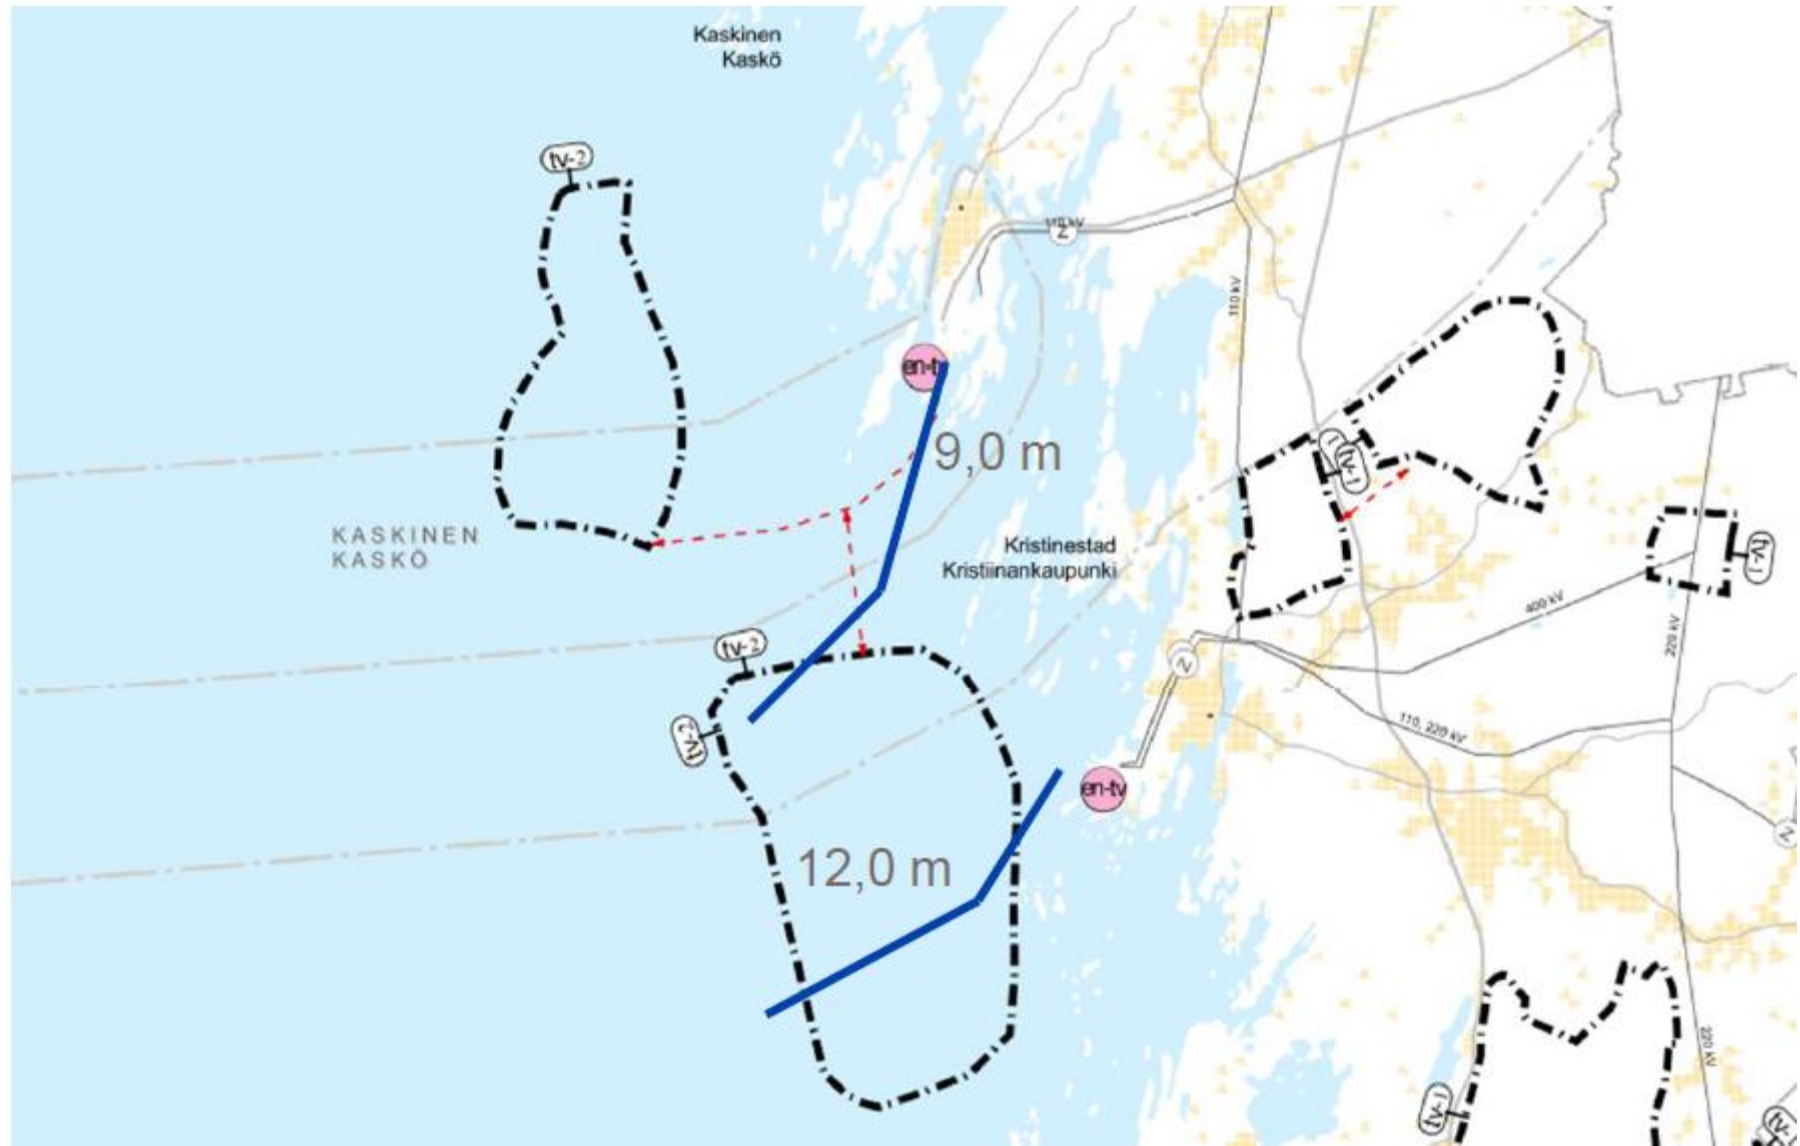 Kaskinen
Kaskö
tv-2
110 kV
Z
110 kV
en-tv
9,0 m
tv-1
KASKINEN
KASKÖ
Kristinestad
Kristiinankaupunki
tv-1
400 kV
220 kV
tv-2
Z
tv-2
110, 220 kV
en-tv
Z
12,0 m
220 kV
tv-1
tv-